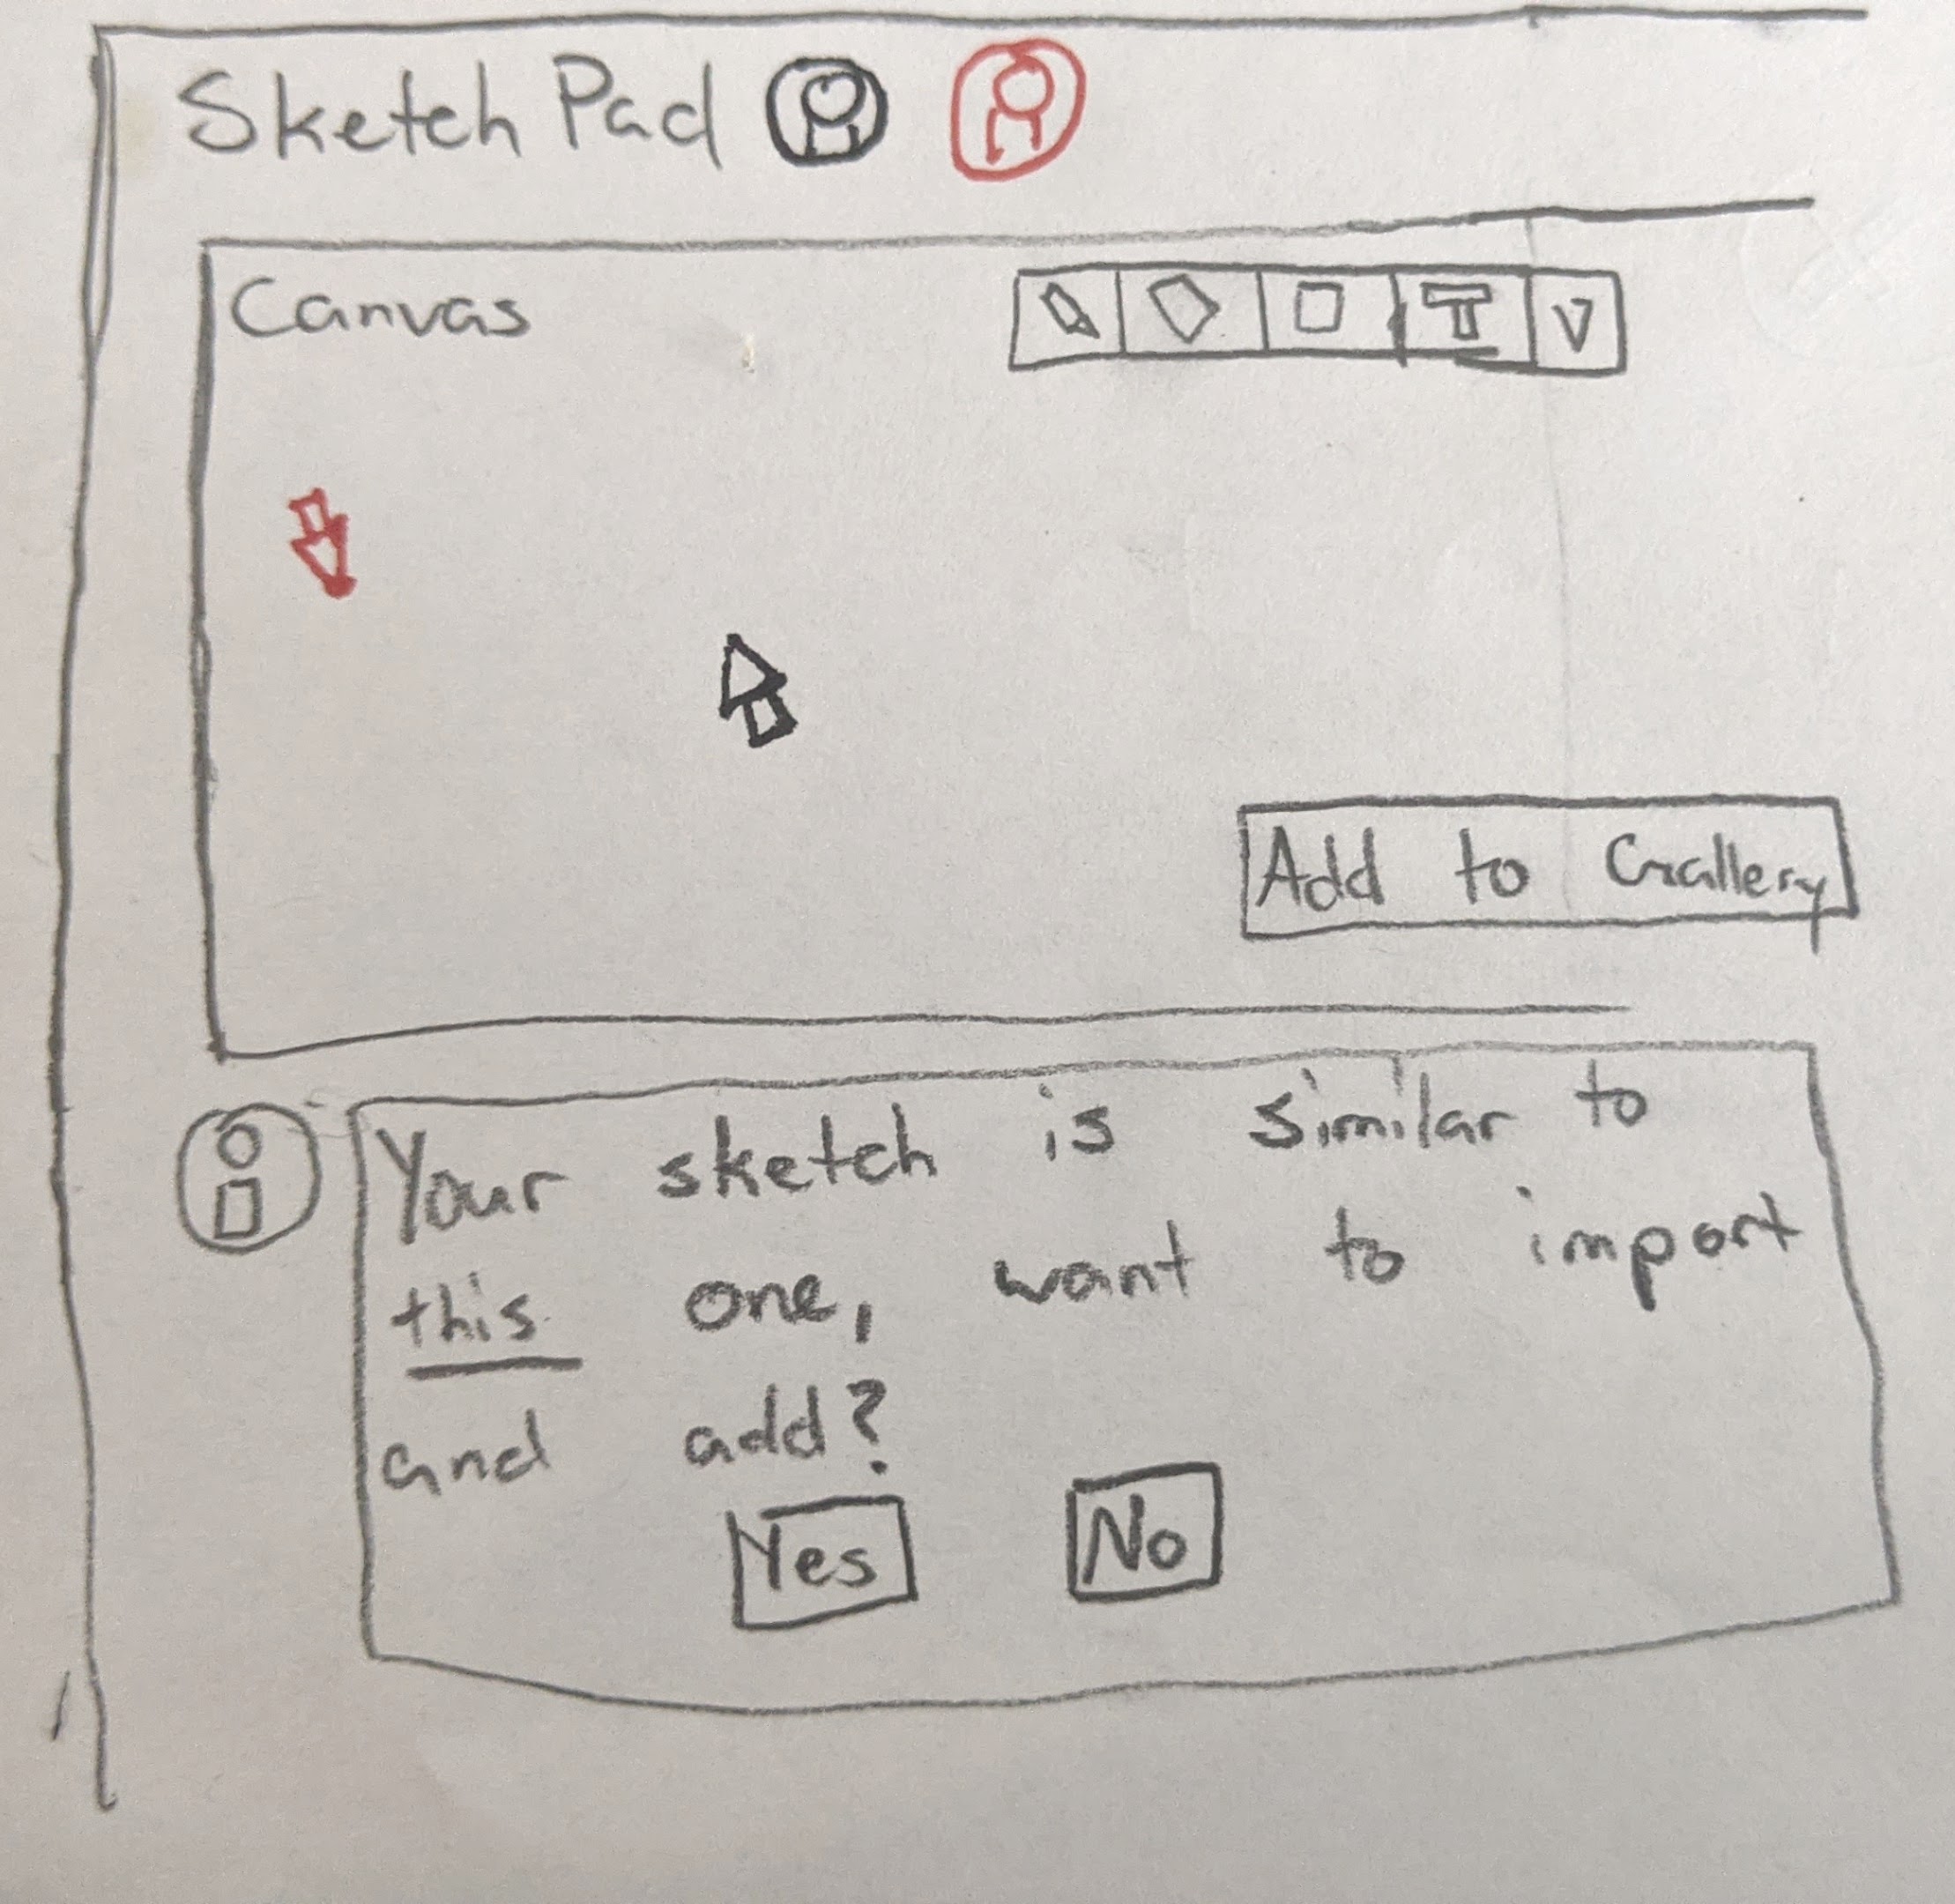 Sketch Pad
Canvas
T
Add to Gallery
Your sketch is similar to
this one, want to import
and add?
Yes No